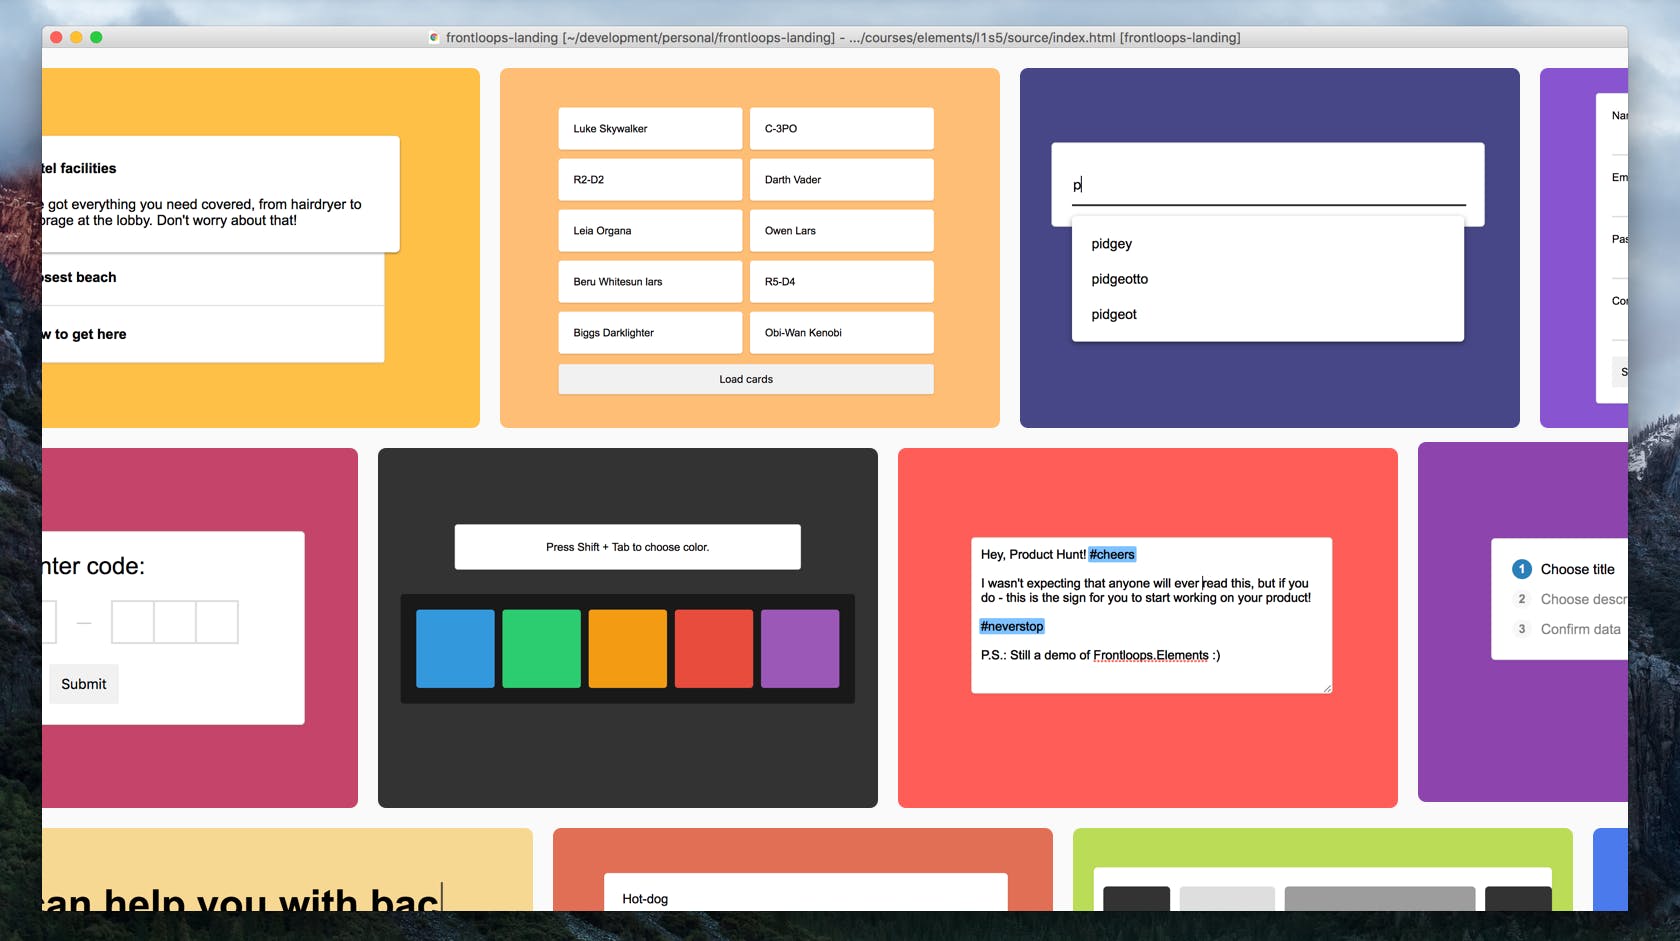 frontloops-landing [~/development/personal/frontloops-landing] - .../courses/elements/l1s5/source/index.html [frontloops-landing]
tel facilities
got everything you need covered, from hairdryer to
orage at the lobby. Don't worry about that!
osest beach
w to get here
Luke Skywalker
C-3PO
R2-D2
Darth Vader
Leia Organa
Owen Lars
Beru Whitesun lars
R5-D4
Biggs Darklighter
Obi-Wan Kenobi
Load cards
p
pidgey
pidgeotto
pidgeot
Nar
Em
Pas
Cor
S
nter code:
Submit
Press Shift + Tab to choose color.
Hey, Product Hunt! #cheers
I wasn't expecting that anyone will ever read this, but if you
do - this is the sign for you to start working on your product!
#neverstop
P.S.: Still a demo of Frontloops.Elements :)
1 Choose title
2 Choose descr
3 Confirm data
can help you with bac
Hot-dog